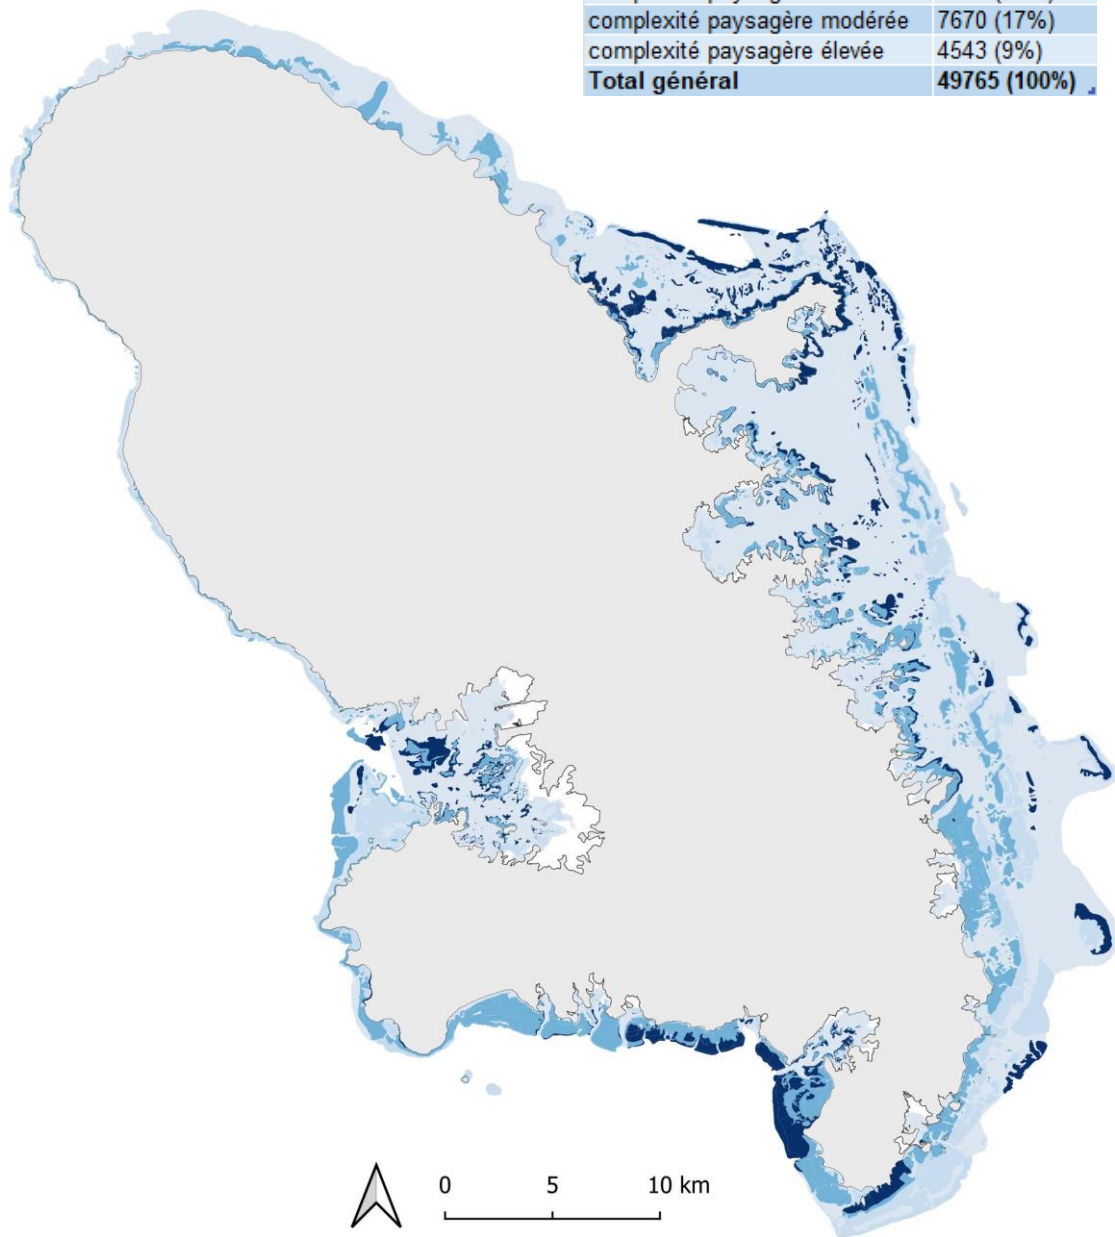 complexité paysagère modérée 7670 (17%)
complexité paysagère élevée 4543 (9%)
Total général 49765 (100%)
0 5 10 km